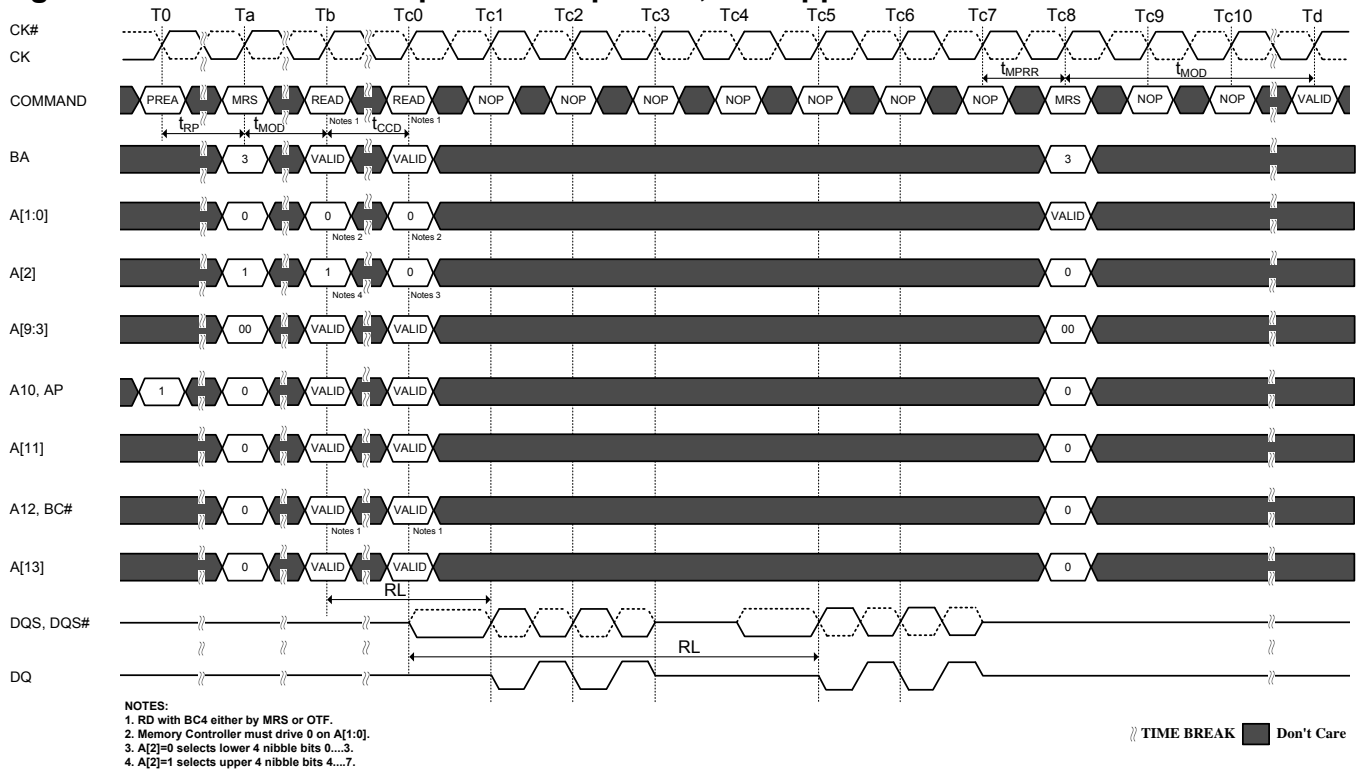 T0 Ta Tb Tc0 Tc1 Tc2 Tc3 Tc4 Tc5 Tc6 Tc7 Tc8 Tc9 Tc10 Td
CK#
CK
tMPRR tMOD
COMMAND PREA MRS READ READ NOP NOP NOP NOP NOP NOP NOP MRS NOP NOP VALID
Notes 1 Notes 1
tRP tMOD tCCD
BA 3 VALID VALID 3
A[1:0] 0 0 0 VALID
Notes 2 Notes 2
A[2] 1 1 0 0
Notes 4 Notes 3
A[9:3] 00 VALID VALID 00
A10, AP 1 0 VALID VALID 0
A[11] 0 VALID VALID 0
A12, BC# 0 VALID VALID 0
Notes 1 Notes 1
A[13] 0 VALID VALID 0
RL
DQS, DQS#
RL
DQ
NOTES:
1. RD with BC4 either by MRS or OTF.
2. Memory Controller must drive 0 on A[1:0].
3. A[2]=0 selects lower 4 nibble bits 0....3.
4. A[2]=1 selects upper 4 nibble bits 4....7.
TIME BREAK Don't Care